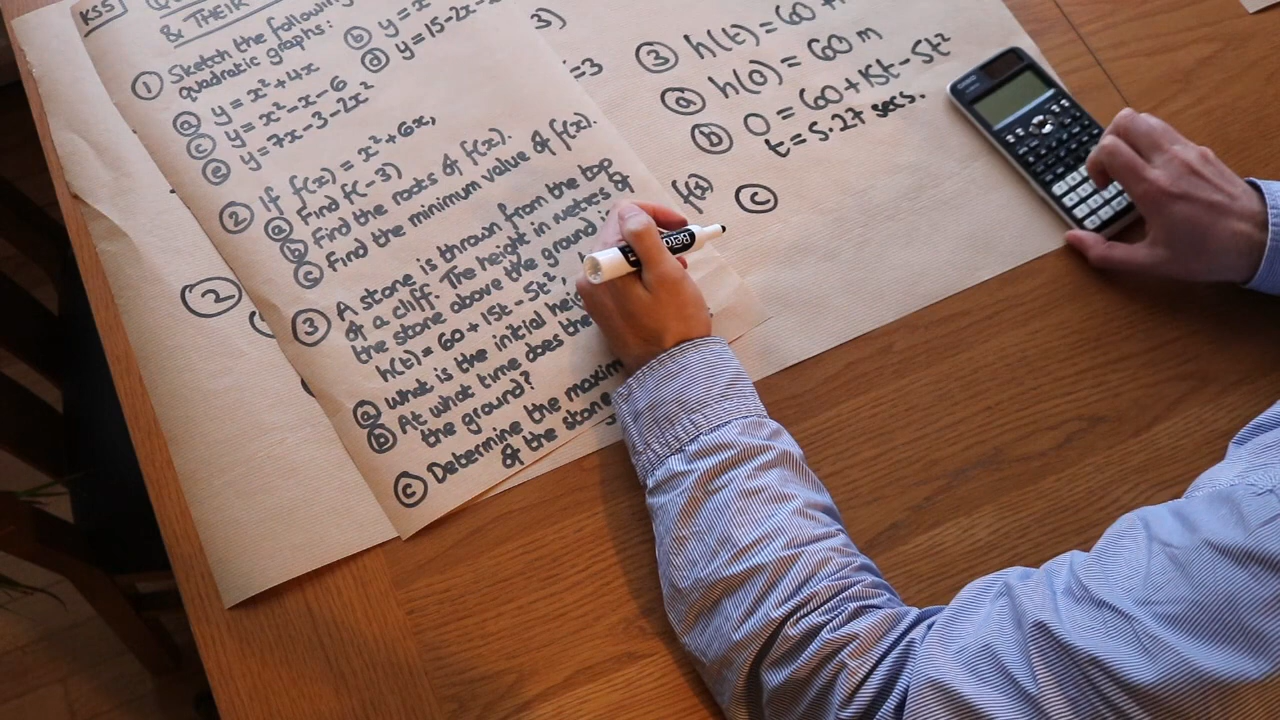 KS5
& THEIR
① Sketch the following
quadratic graphs:
ⓐ y = x² + 4x
ⓑ y = x
ⓒ y = x² - x - 6
ⓓ y = 15 - 2x -
ⓔ y = 7x - 3 - 2x²
② If f(x) = x² + 6x,
ⓐ Find f(-3)
ⓑ Find the roots of f(x).
ⓒ Find the minimum value of f(x).
③ A stone is thrown from the top
of a cliff. The height in metres of
the stone above the ground
h(t) = 60 + 15t - 5t²
ⓐ What is the initial
ⓑ At what time does the
the ground?
ⓒ Determine the
of the stone
②
3)
=3
f(x)
③ h(t) = 60 +
ⓐ h(0) = 60 m
ⓑ 0 = 60 + 15t - 5t²
t = 5.27 secs.
ⓒ
CASIO
Bero